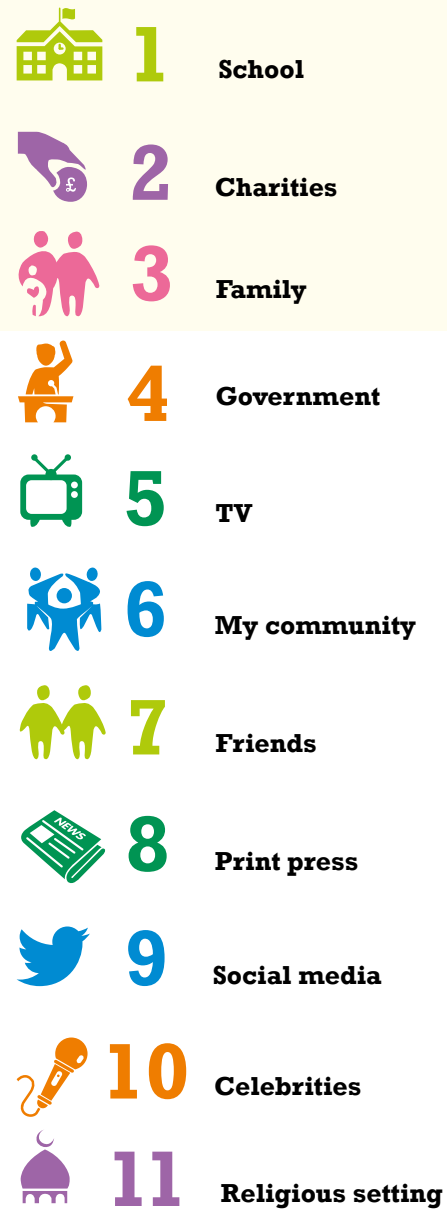 1 School
£
2 Charities
3 Family
4 Government
5 TV
6 My community
7 Friends
NEWS
8 Print press
9 Social media
10 Celebrities
11 Religious setting